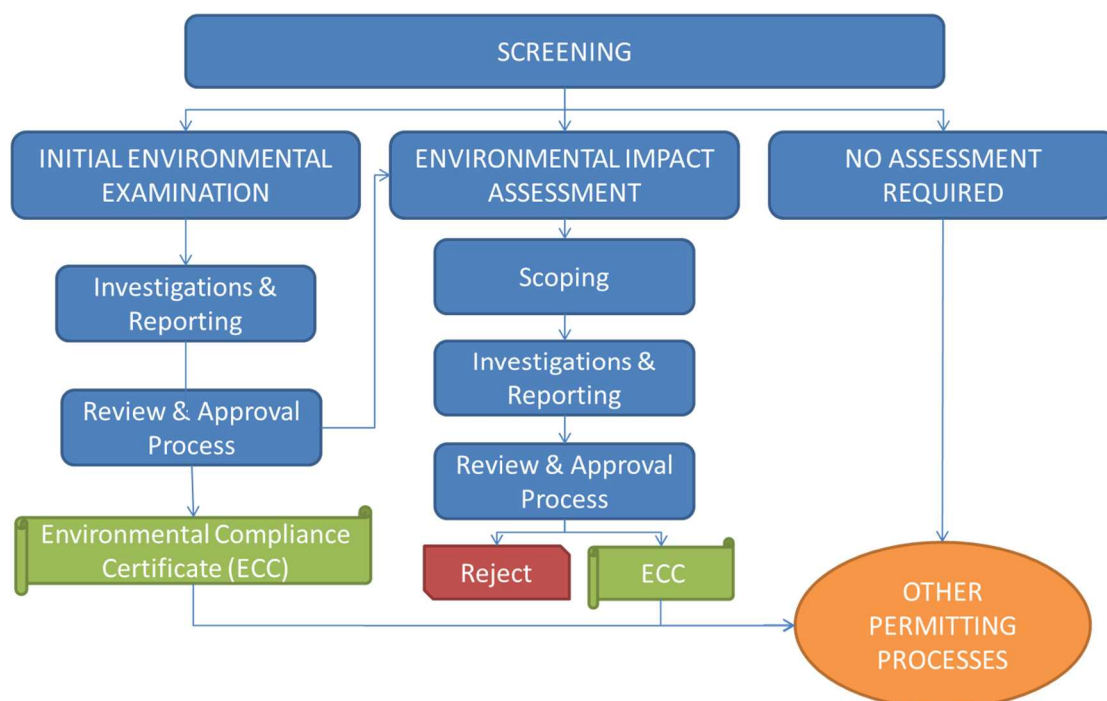 SCREENING
INITIAL ENVIRONMENTAL
EXAMINATION
ENVIRONMENTAL IMPACT
ASSESSMENT
NO ASSESSMENT
REQUIRED
Investigations &
Reporting
Review & Approval
Process
Environmental Compliance
Certificate (ECC)
Scoping
Investigations &
Reporting
Review & Approval
Process
Reject
ECC
OTHER
PERMITTING
PROCESSES